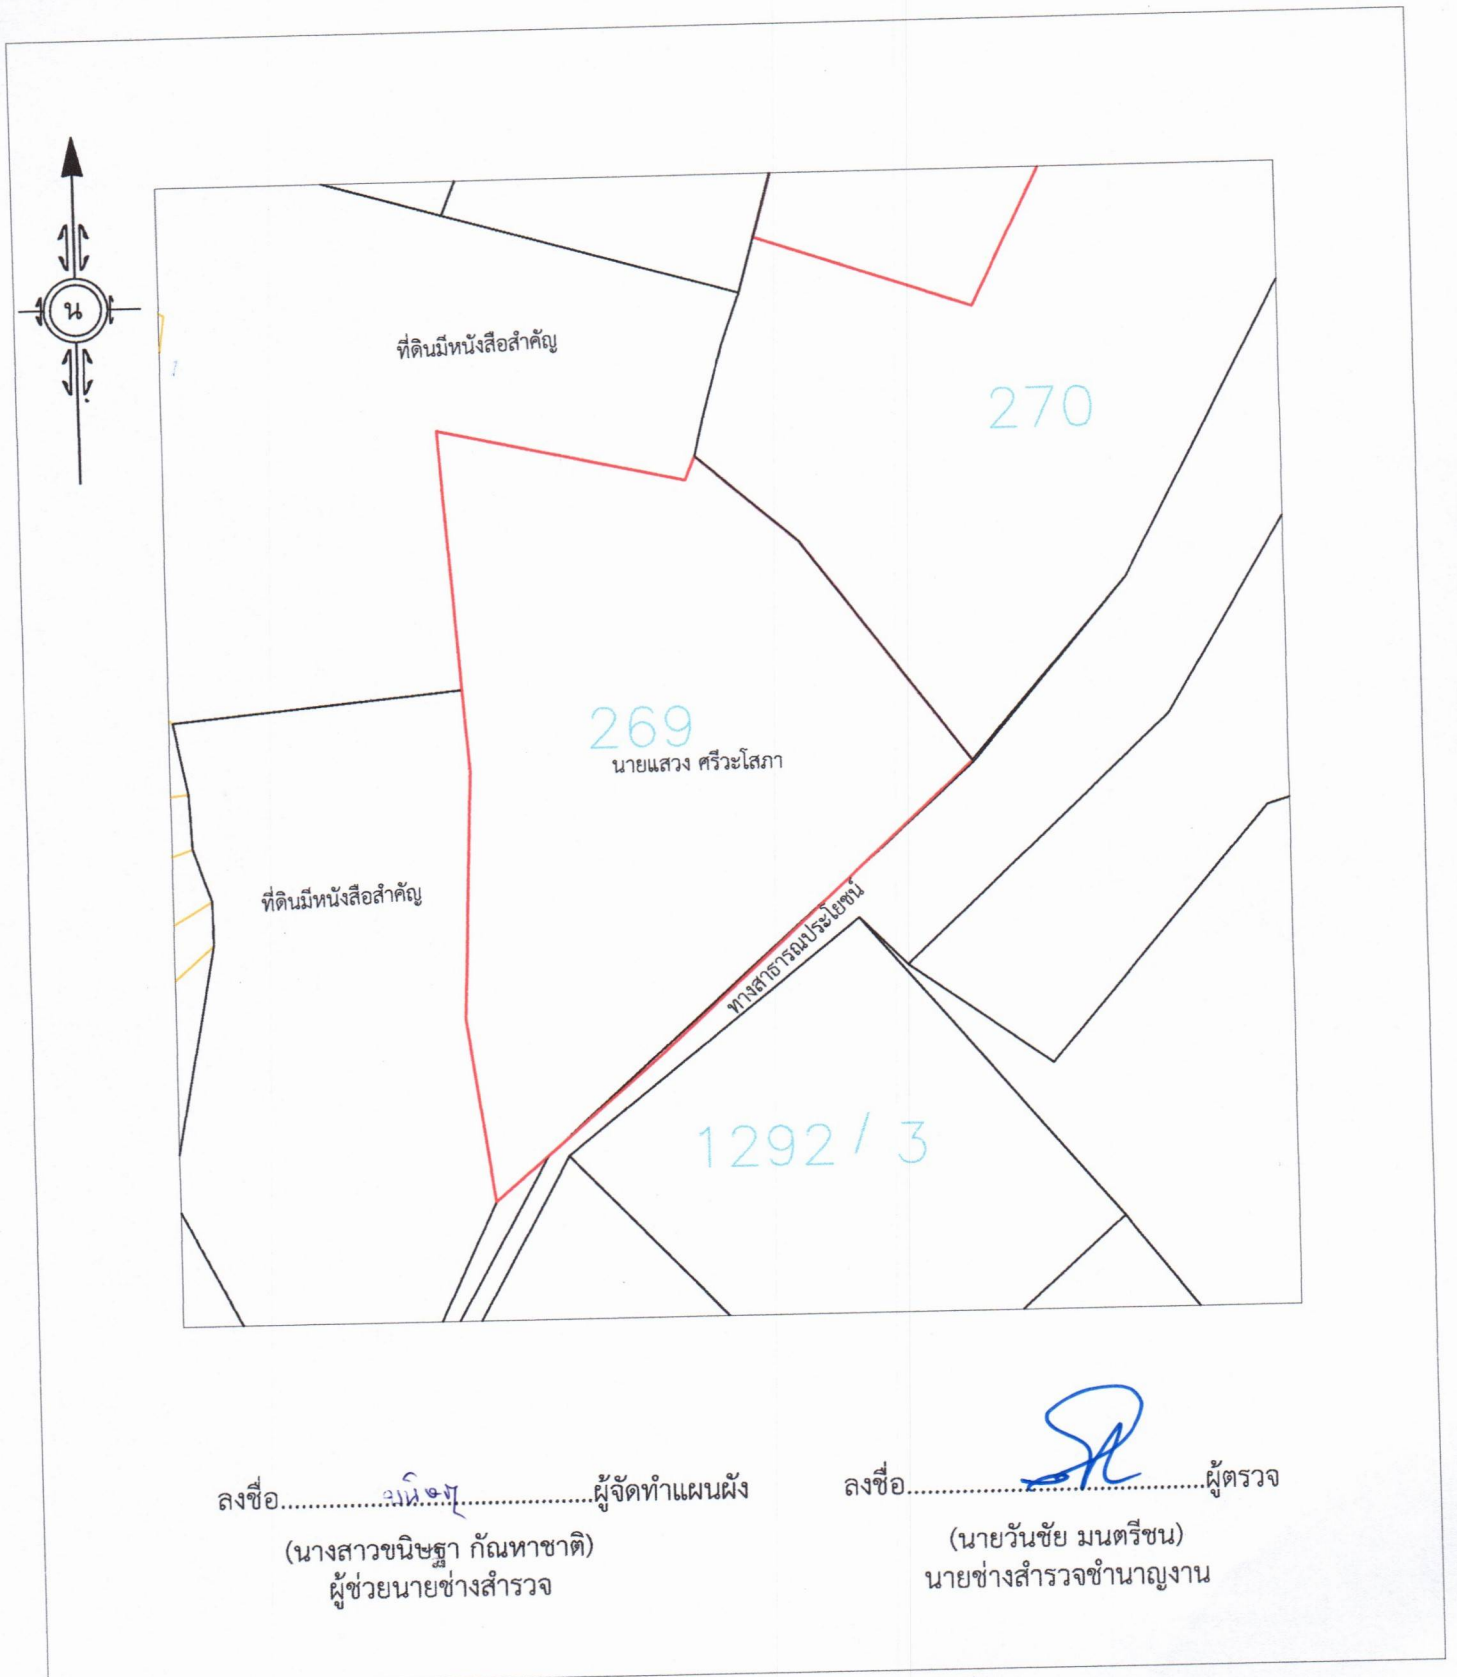 น
ที่ดินมีหนังสือสำคัญ
270
269
นายแสวง ศรีวะโสภา
ที่ดินมีหนังสือสำคัญ
ทางสาธารณประโยชน์
1292 / 3
ลงชื่อ..............ขนิษฐา..............ผู้จัดทำแผนผัง
(นางสาวขนิษฐา กัณหาชาติ)
ผู้ช่วยนายช่างสำรวจ
ลงชื่อ............................................ผู้ตรวจ
(นายวันชัย มนตรีชน)
นายช่างสำรวจชำนาญงาน